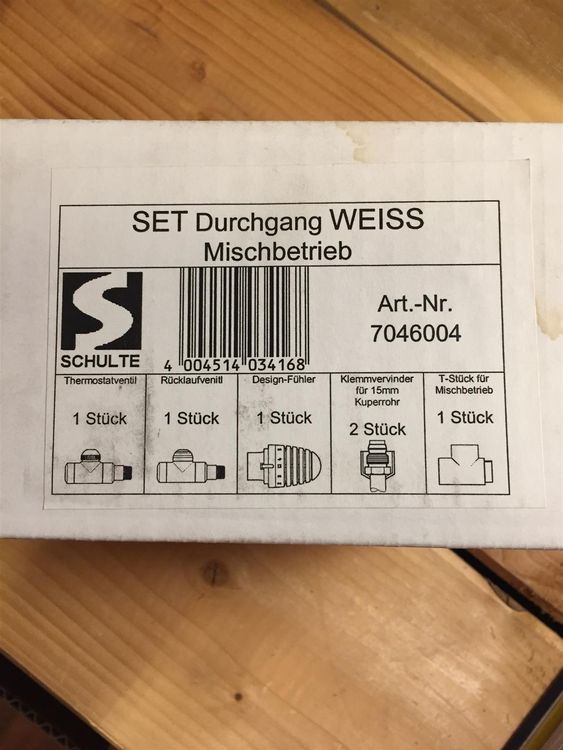 SET Durchgang WEISS
Mischbetrieb
SCHULTE
4 004514 034168
Art.-Nr.
7046004
Thermostatventil
1 Stück
Rücklaufvenitl
1 Stück
Design-Fühler
1 Stück
Klemmvervinder
für 15mm
Kuperrohr
2 Stück
T-Stück für
Mischbetrieb
1 Stück